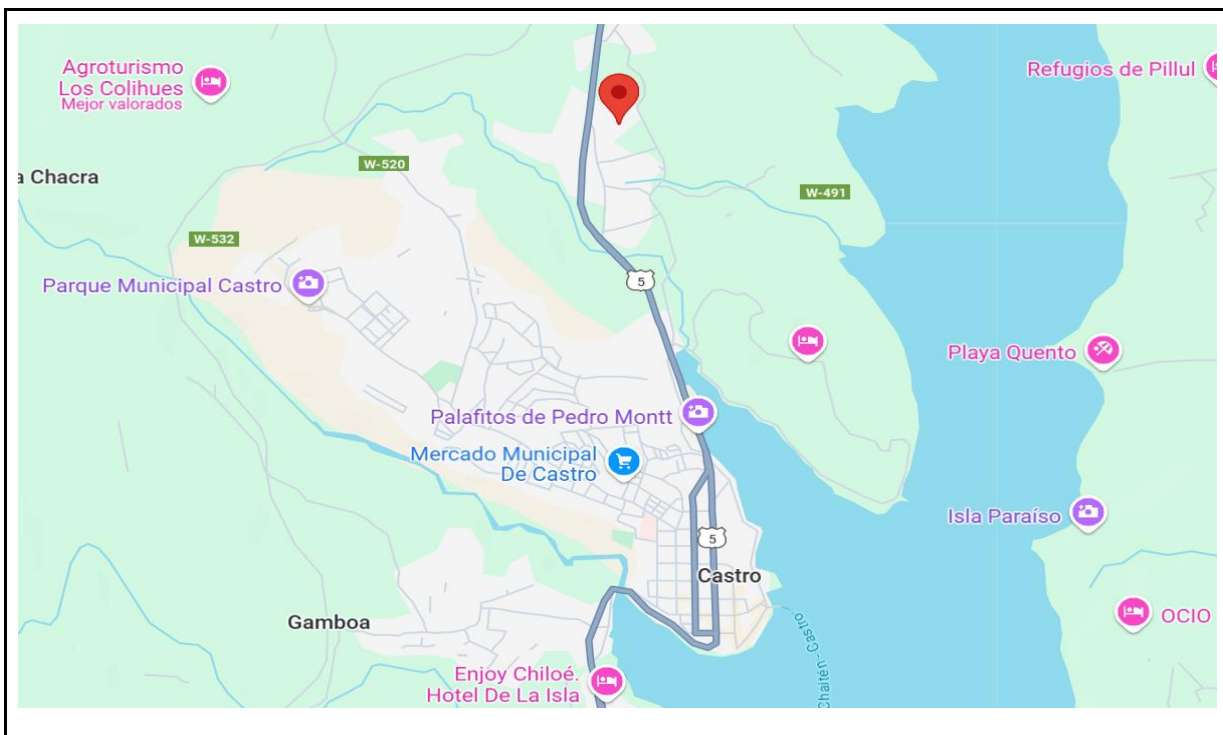 Agroturismo
Los Colihues
Mejor valorados
Refugios de Pillul
W-520
a Chacra
W-491
W-532
5
Parque Municipal Castro
Playa Quento
Palafitos de Pedro Montt
Mercado Municipal
De Castro
Isla Paraíso
5
Castro
OCIO
Gamboa
Chaitén - Castro
Enjoy Chiloé.
Hotel De La Isla